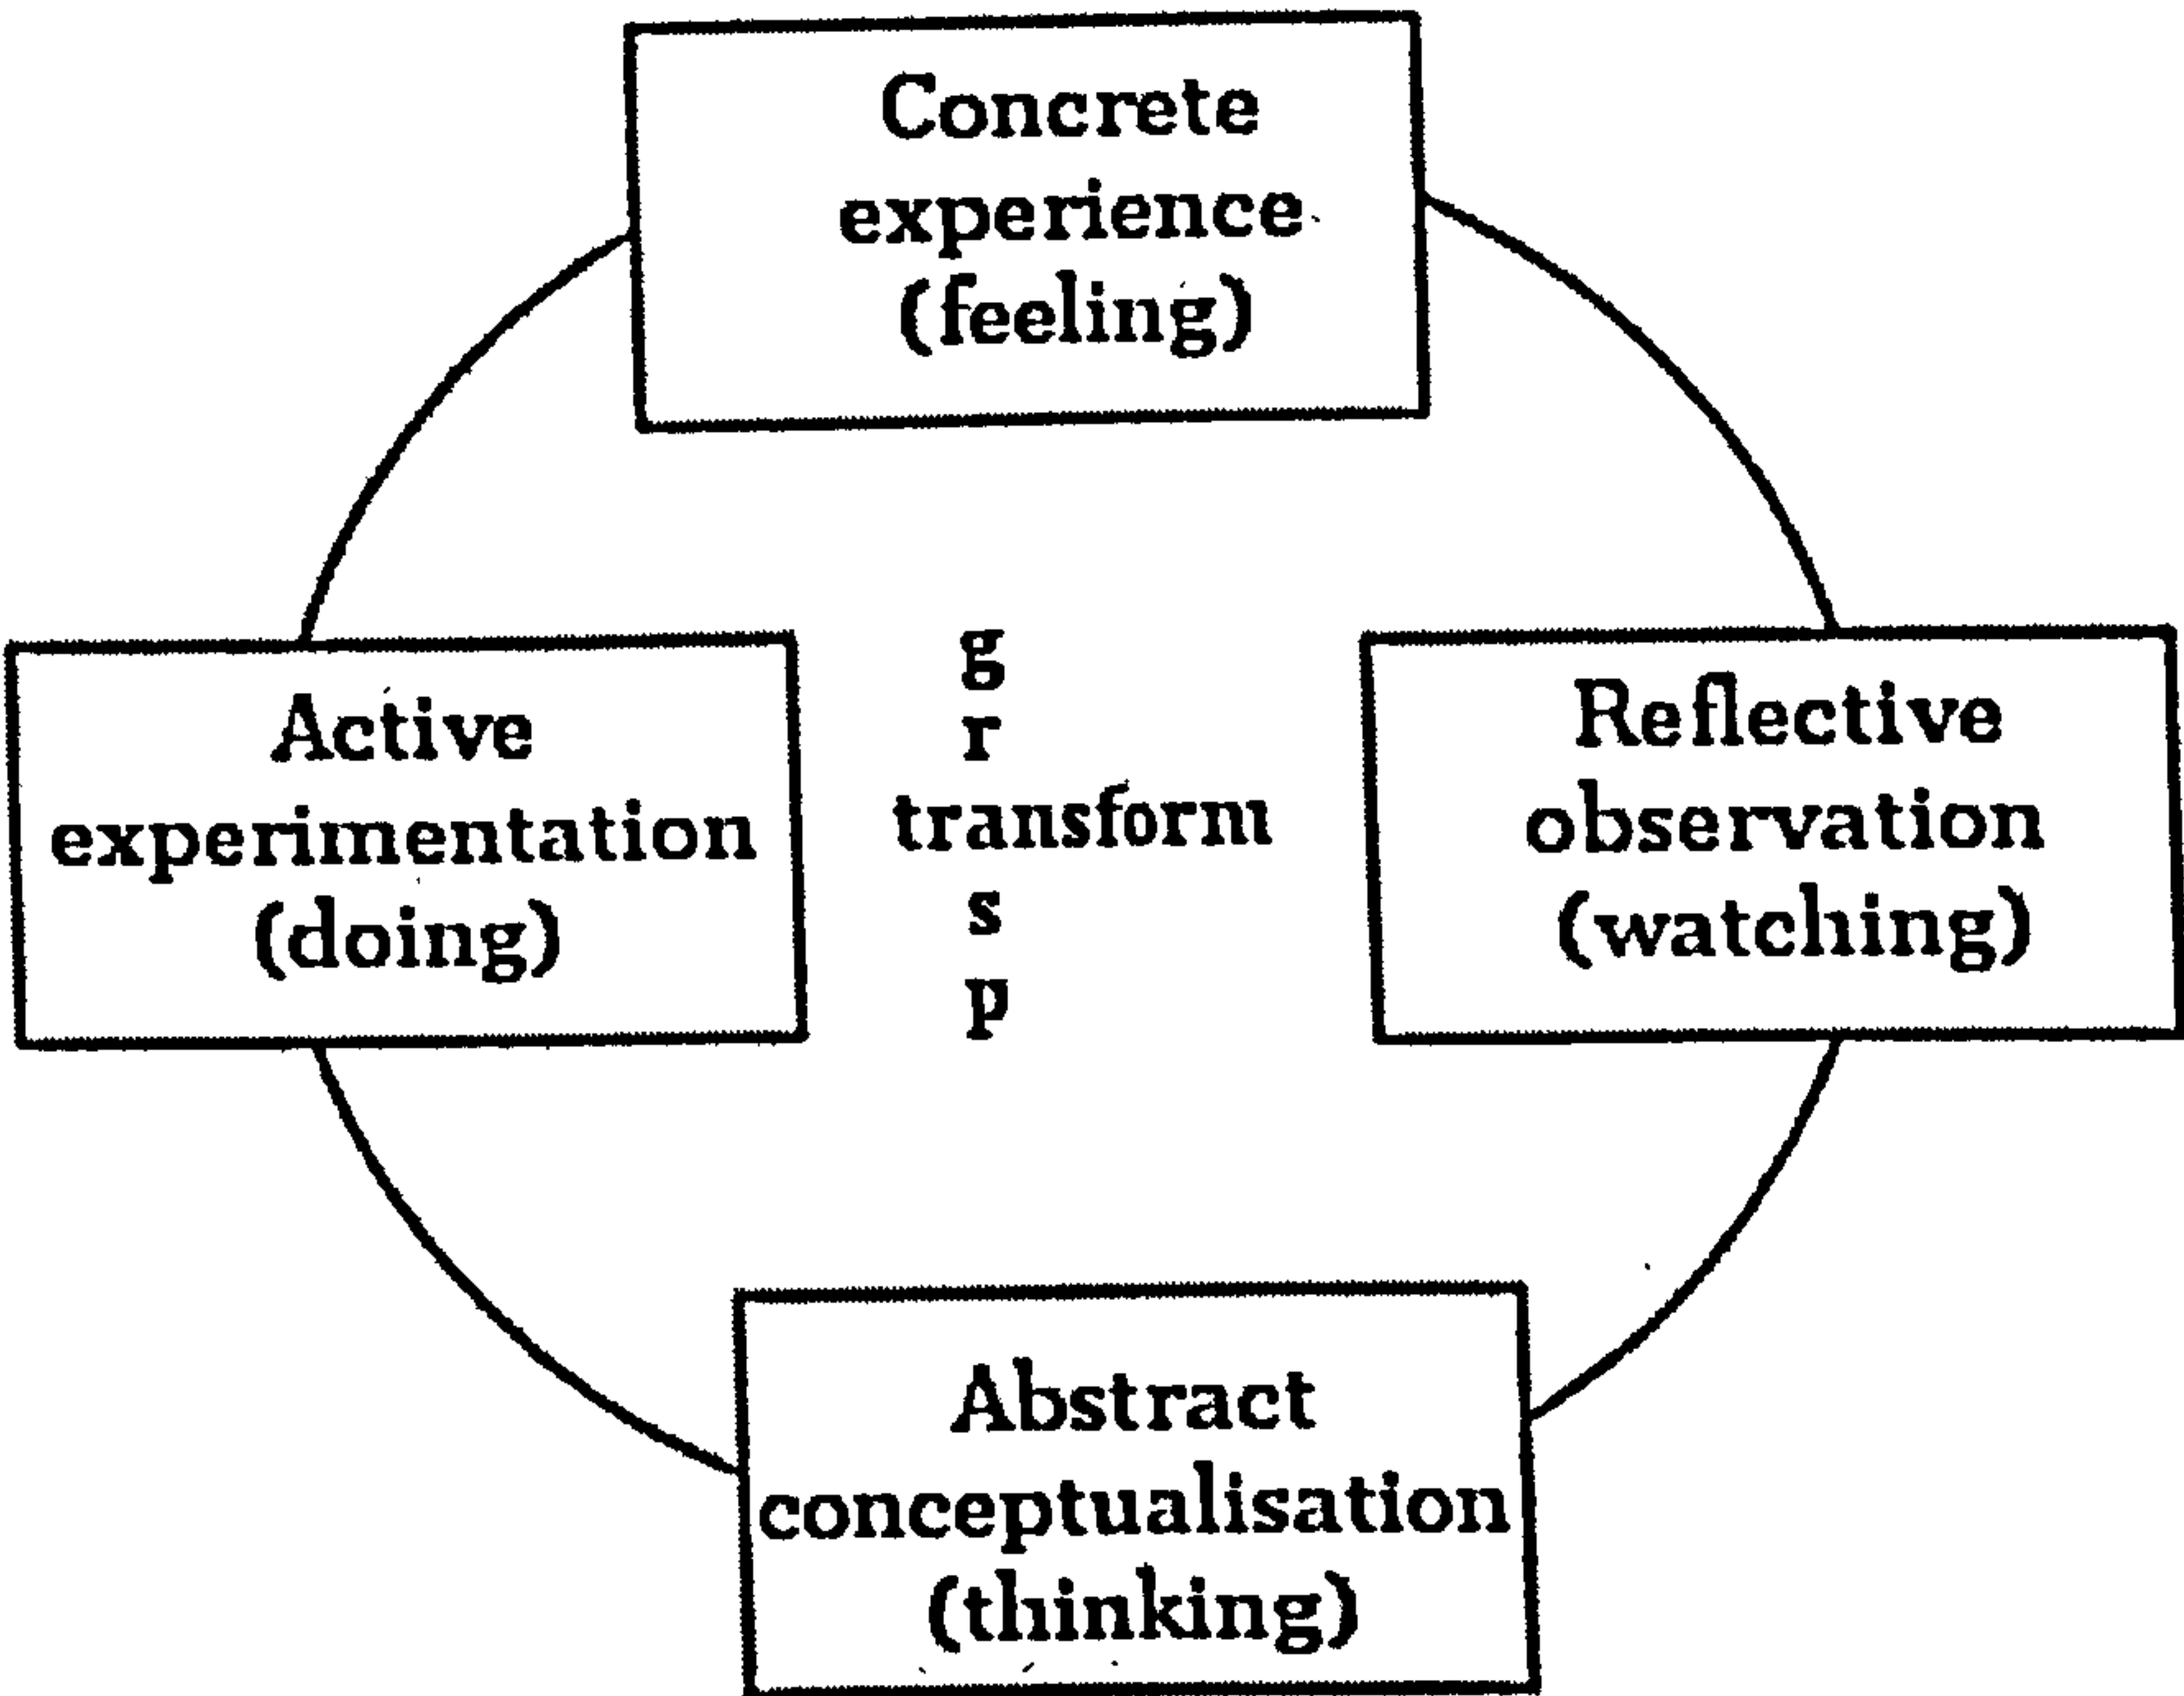 Concrete
experience
(feeling)
Active
experimentation
(doing)
g
r
transform
s
p
Reflective
observation
(watching)
Abstract
conceptualisation
(thinking)